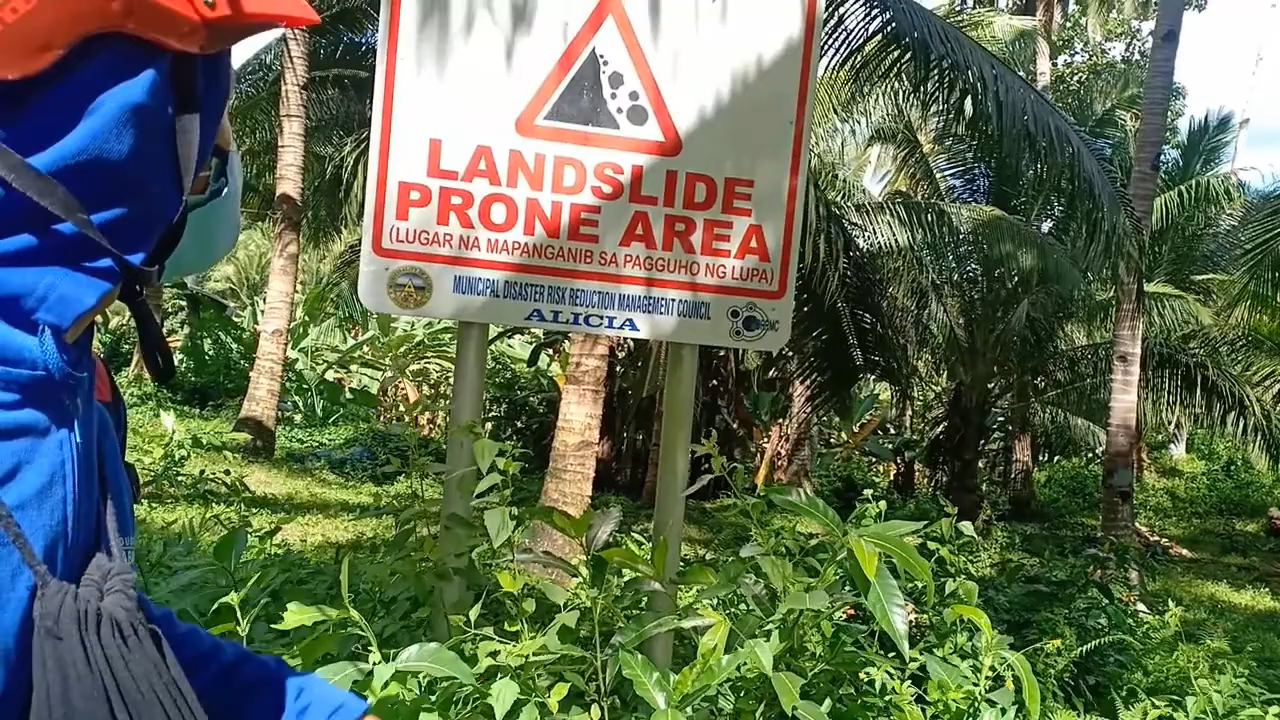 LANDSLIDE
PRONE AREA
(LUGAR NA MAPANGANIB SA PAGGUHO NG LUPA)
MUNICIPAL DISASTER RISK REDUCTION MANAGEMENT COUNCIL
ALICIA